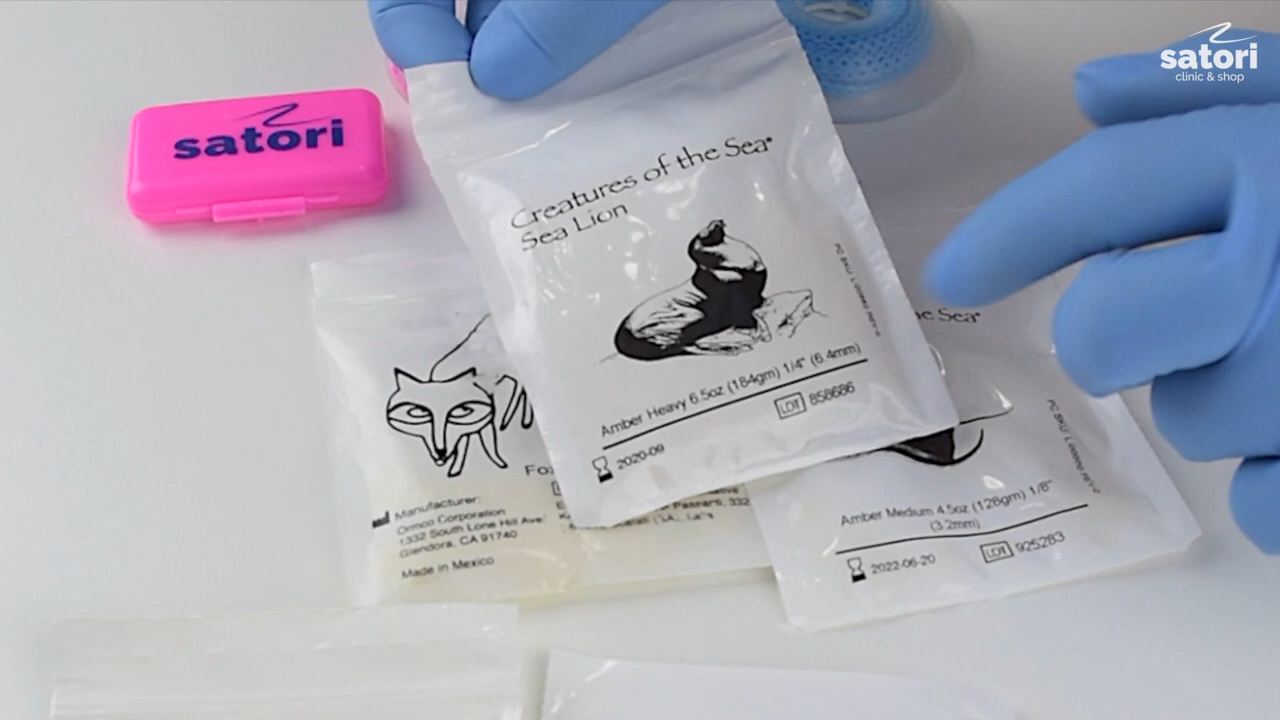 satori
clinic & shop
satori
Creatures of the Sea®
Sea Lion
Amber Heavy 6.5oz (184gm) 1/4" (6.4mm)
LOT 858686
2020-09
Fo
Manufacturer:
Ormco Corporation
1332 South Lone Hill Ave
Glendora, CA 91740
Made in Mexico
he Sea®
Amber Medium 4.5oz (128gm) 1/8"
(3.2mm)
2022-06-20
LOT 925283